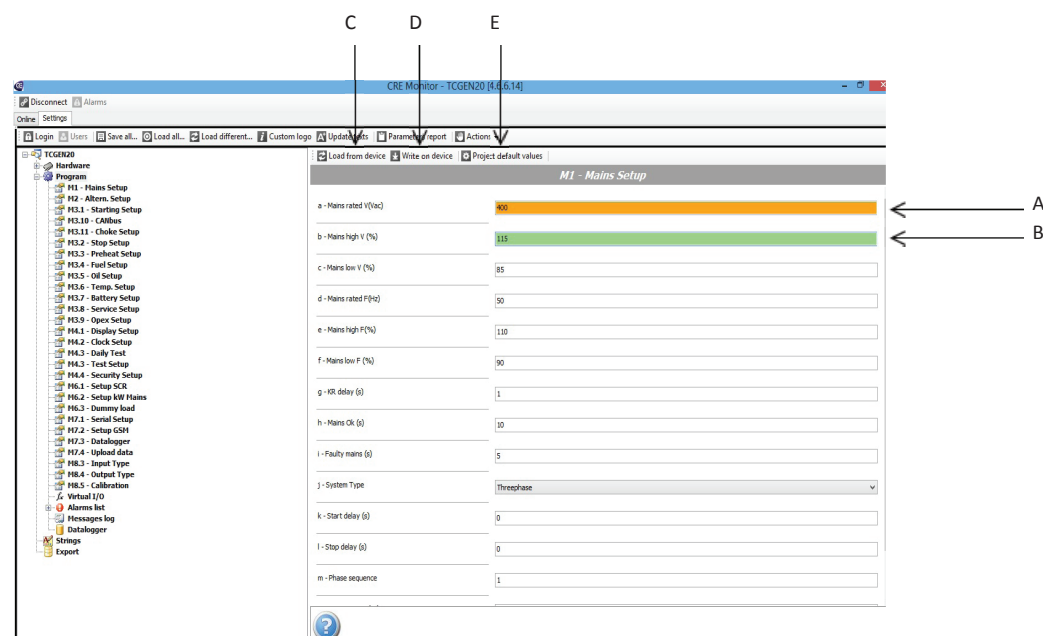 C D E
CRE Monitor - TCGEN20 [4.6.6.14]
Disconnect Alarms
Online Settings
Login Users Save all... Load all... Load different... Custom logo Update texts Parameters report Actions
TCGEN20
Hardware
Program
M1 - Mains Setup
M2 - Altern. Setup
M3.1 - Starting Setup
M3.10 - CANbus
M3.11 - Choke Setup
M3.2 - Stop Setup
M3.3 - Preheat Setup
M3.4 - Fuel Setup
M3.5 - Oil Setup
M3.6 - Temp. Setup
M3.7 - Battery Setup
M3.8 - Service Setup
M3.9 - Opex Setup
M4.1 - Display Setup
M4.2 - Clock Setup
M4.3 - Daily Test
M4.3 - Test Setup
M4.4 - Security Setup
M6.1 - Setup SCR
M6.2 - Setup kW Mains
M6.3 - Dummy load
M7.1 - Serial Setup
M7.2 - Setup GSM
M7.3 - Datalogger
M7.4 - Upload data
M8.3 - Input Type
M8.4 - Output Type
M8.5 - Calibration
fx Virtual I/O
Alarms list
Messages log
Datalogger
Strings
Export
Load from device Write on device Project default values
M1 - Mains Setup
a - Mains rated V(Vac) 400 A
b - Mains high V (%) 115 B
c - Mains low V (%) 85
d - Mains rated F(Hz) 50
e - Mains high F(%) 110
f - Mains low F (%) 90
g - KR delay (s) 1
h - Mains Ok (s) 10
i - Faulty mains (s) 5
j - System Type Threephase
k - Start delay (s) 0
l - Stop delay (s) 0
m - Phase sequence 1